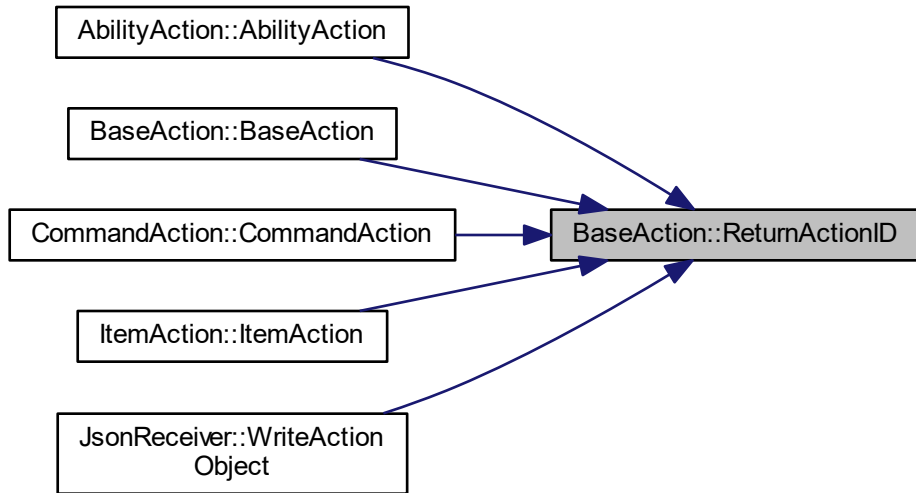 AbilityAction::AbilityAction
BaseAction::BaseAction
CommandAction::CommandAction
BaseAction::ReturnActionID
ItemAction::ItemAction
JsonReceiver::WriteAction
Object